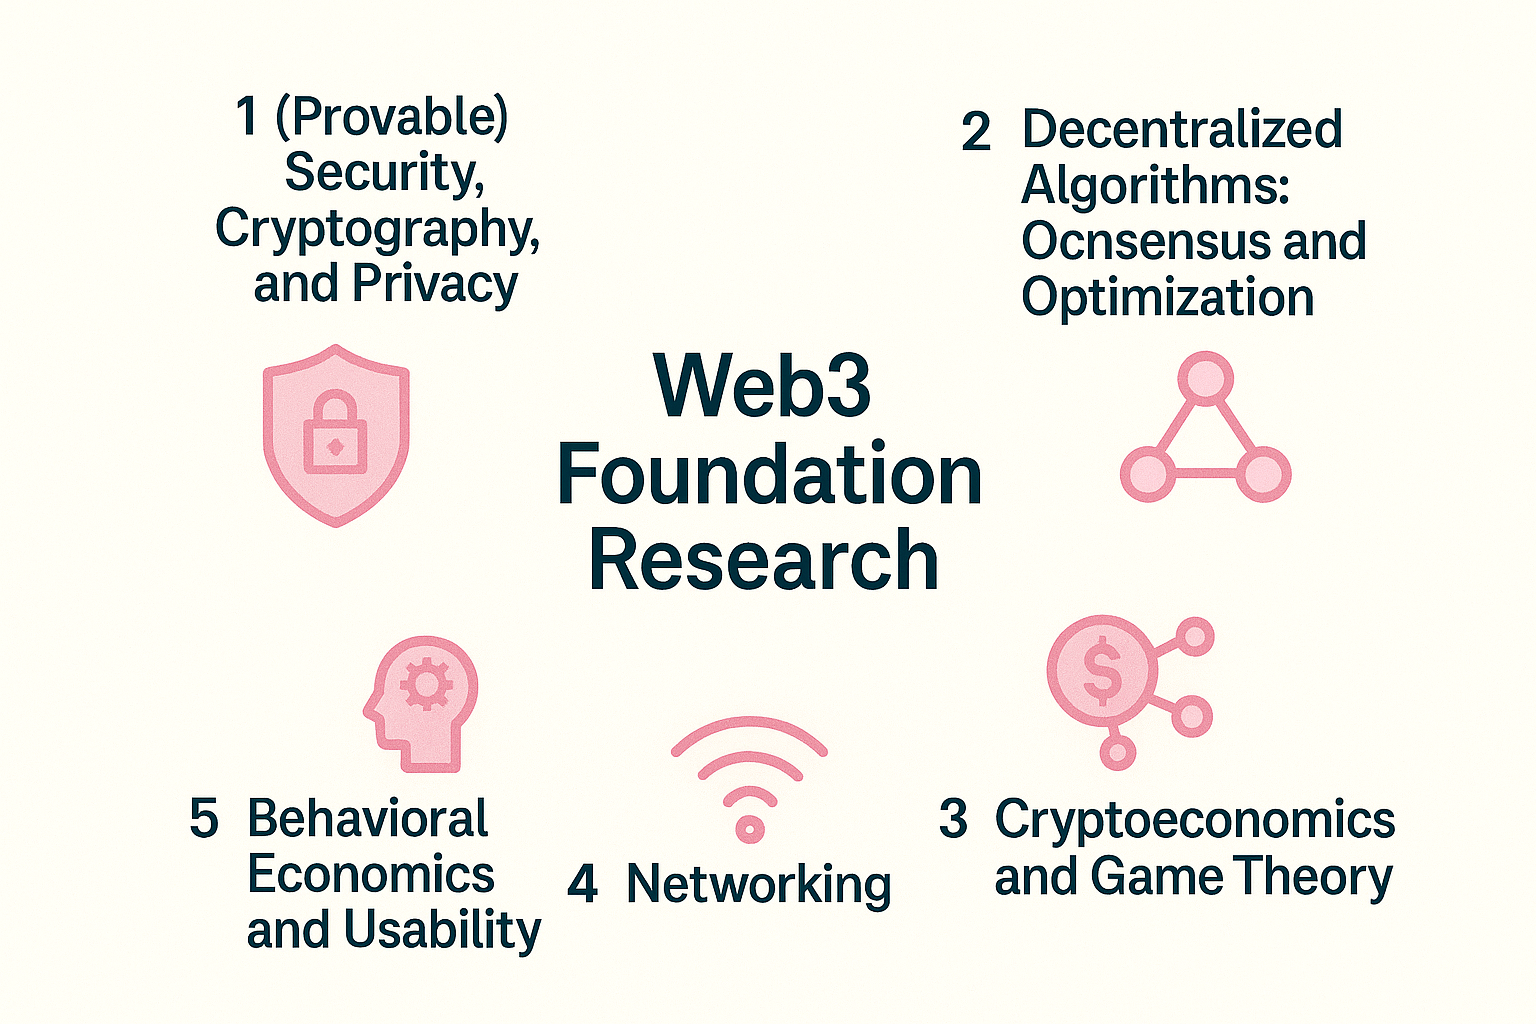 1 (Provable)
Security,
Cryptography,
and Privacy
2 Decentralized
Algorithms:
Ocnsensus and
Optimization
Web3
Foundation
Research
3 Cryptoeconomics
and Game Theory
4 Networking
5 Behavioral
Economics
and Usability
$